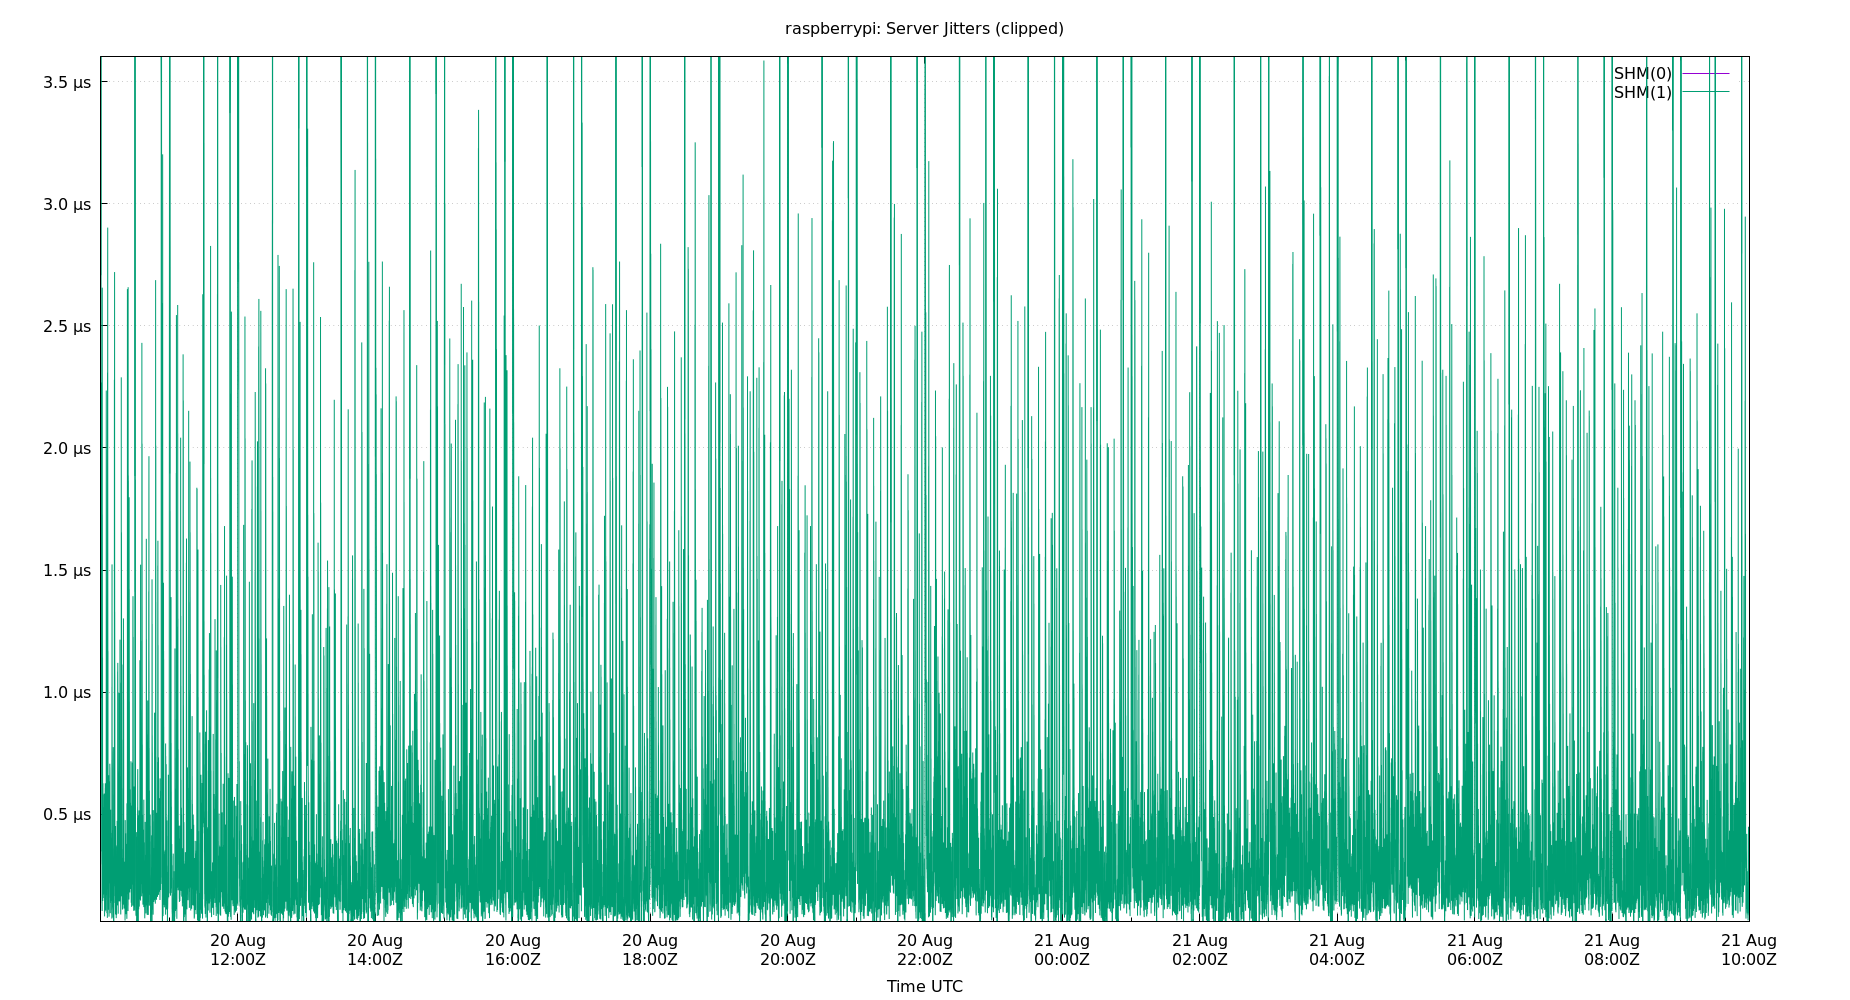 raspberrypi: Server Jitters (clipped)
SHM(0)
SHM(1)
3.5 µs
3.0 µs
2.5 µs
2.0 µs
1.5 µs
1.0 µs
0.5 µs
20 Aug 20 Aug 20 Aug 20 Aug 20 Aug 20 Aug 21 Aug 21 Aug 21 Aug 21 Aug 21 Aug 21 Aug
12:00Z 14:00Z 16:00Z 18:00Z 20:00Z 22:00Z 00:00Z 02:00Z 04:00Z 06:00Z 08:00Z 10:00Z
Time UTC